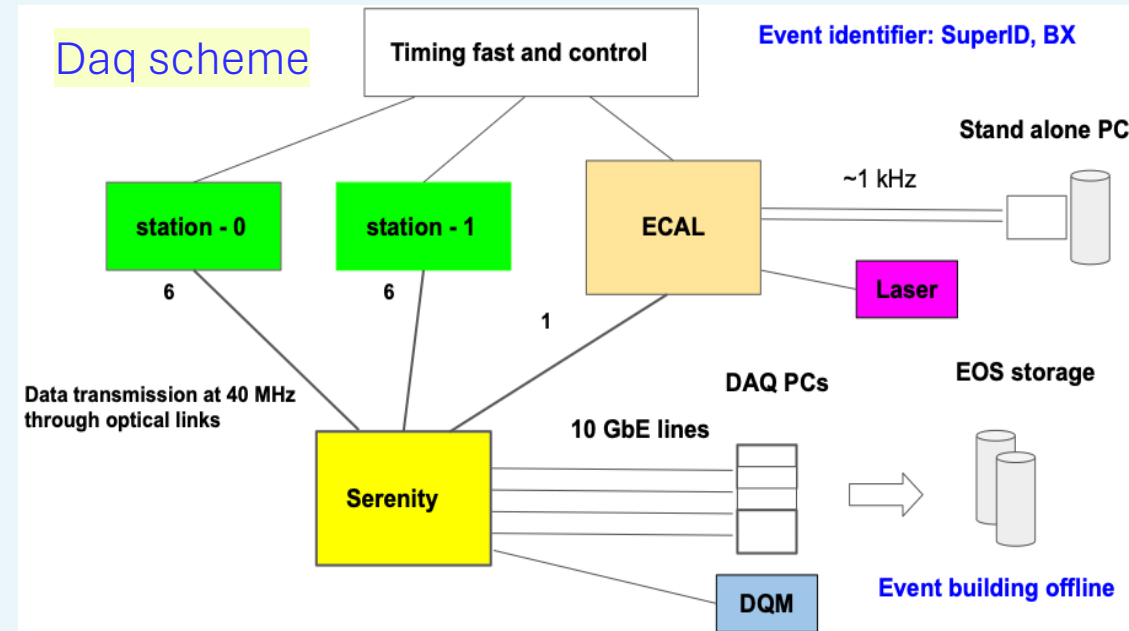 Daq scheme
Timing fast and control
Event identifier: SuperID, BX
Stand alone PC
~1 kHz
station - 0
station - 1
ECAL
Laser
6
6
1
Data transmission at 40 MHz
through optical links
DAQ PCs
EOS storage
10 GbE lines
Serenity
Event building offline
DQM